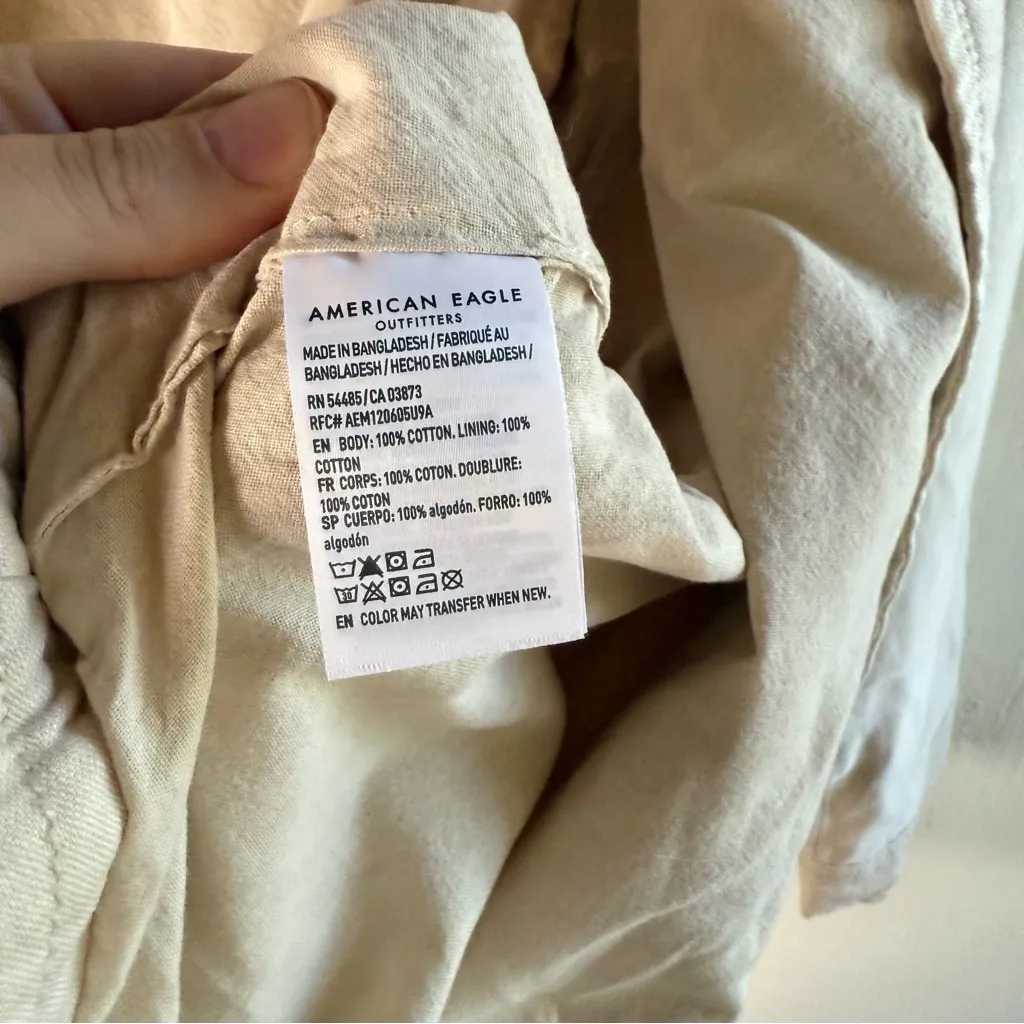 AMERICAN EAGLE
OUTFITTERS
MADE IN BANGLADESH / FABRIQUÉ AU
BANGLADESH / HECHO EN BANGLADESH /
RN 54485/CA 03873
RFC# AEM120605U9A
EN BODY: 100% COTTON. LINING: 100%
COTTON
FR CORPS: 100% COTON. DOUBLURE:
100% COTON
SP CUERPO: 100% algodón. FORRO: 100%
algodón
30
EN COLOR MAY TRANSFER WHEN NEW.